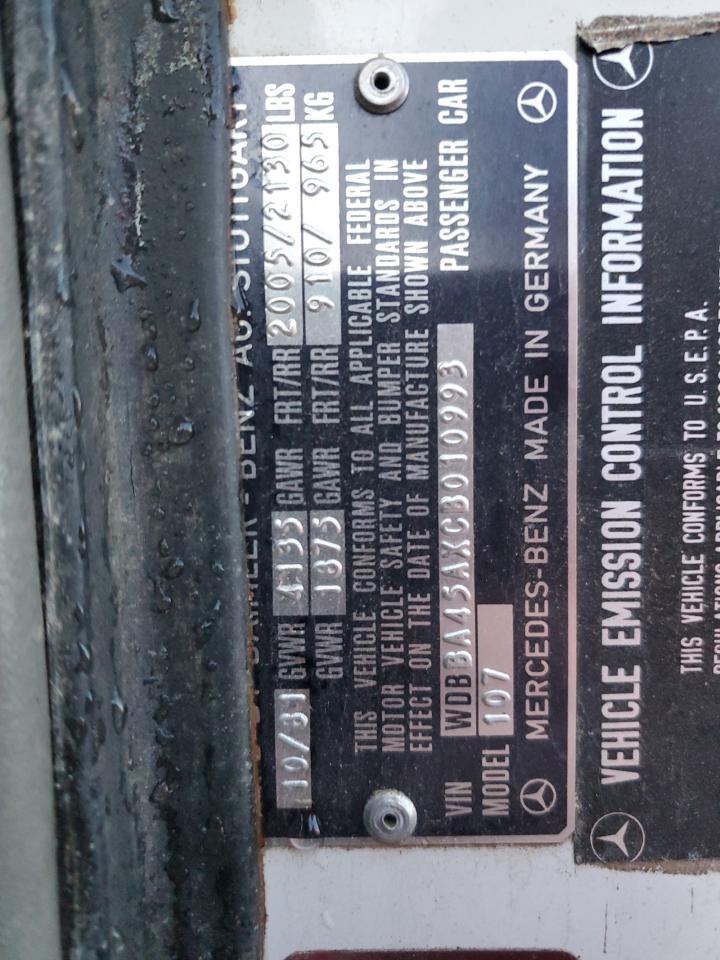 DAIMLER-BENZ AG. STUTTGART
10/81 GVWR 4135 GAWR FRT/RR 2005/2130 LBS
GVWR 1875 GAWR FRT/RR 910/ 965 KG
THIS VEHICLE CONFORMS TO ALL APPLICABLE FEDERAL
MOTOR VEHICLE SAFETY AND BUMPER STANDARDS IN
EFFECT ON THE DATE OF MANUFACTURE SHOWN ABOVE
VIN WDBBA45AXCB010993 PASSENGER CAR
MODEL 107
MERCEDES-BENZ MADE IN GERMANY
VEHICLE EMISSION CONTROL INFORMATION
THIS VEHICLE CONFORMS TO U.S.E.P.A.